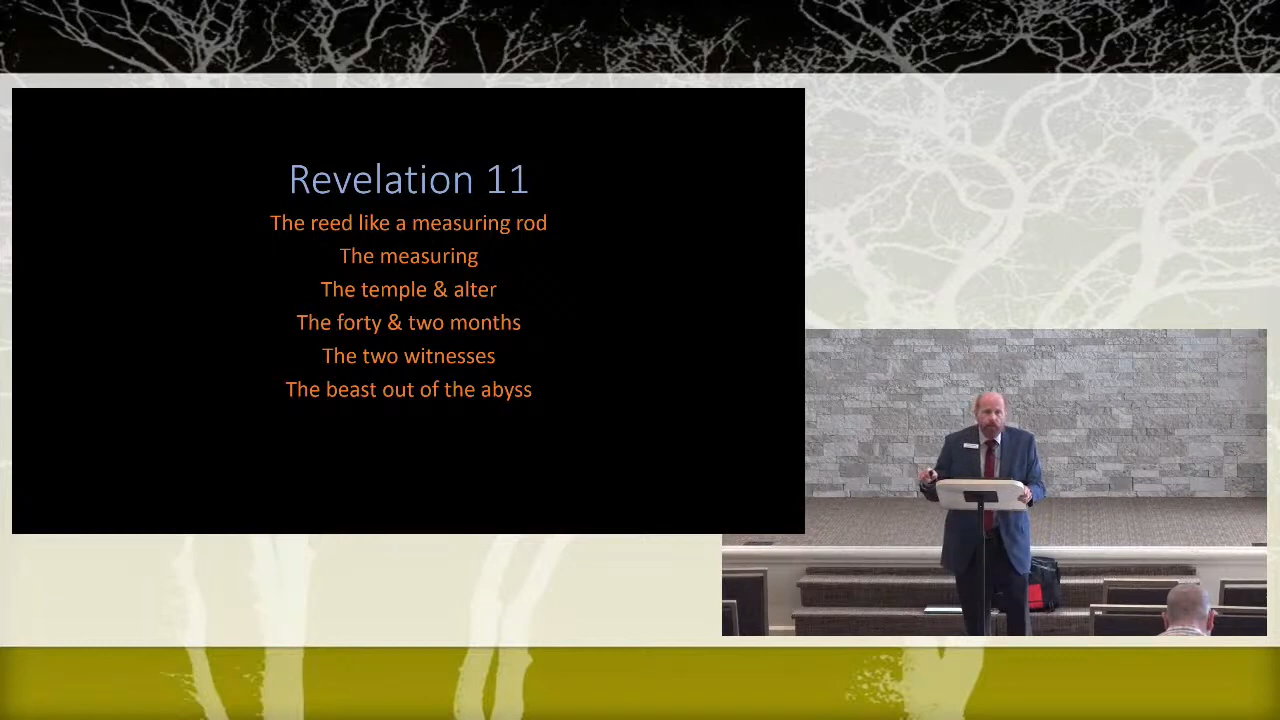 Revelation 11
The reed like a measuring rod
The measuring
The temple & alter
The forty & two months
The two witnesses
The beast out of the abyss